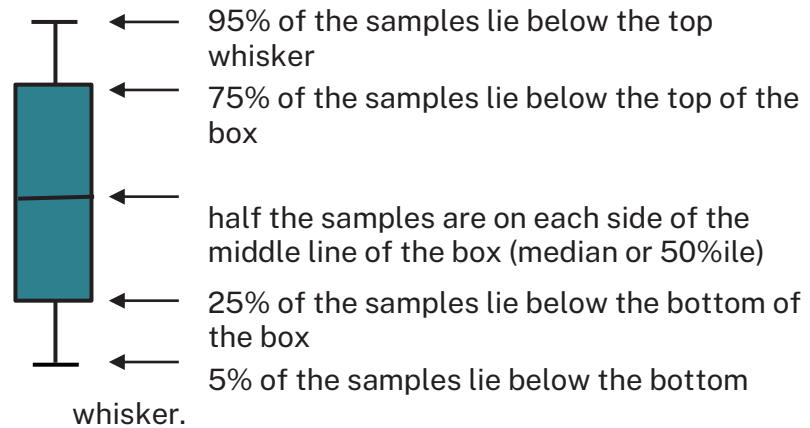 95% of the samples lie below the top
whisker
75% of the samples lie below the top of the
box
half the samples are on each side of the
middle line of the box (median or 50%ile)
25% of the samples lie below the bottom of
the box
5% of the samples lie below the bottom
whisker.